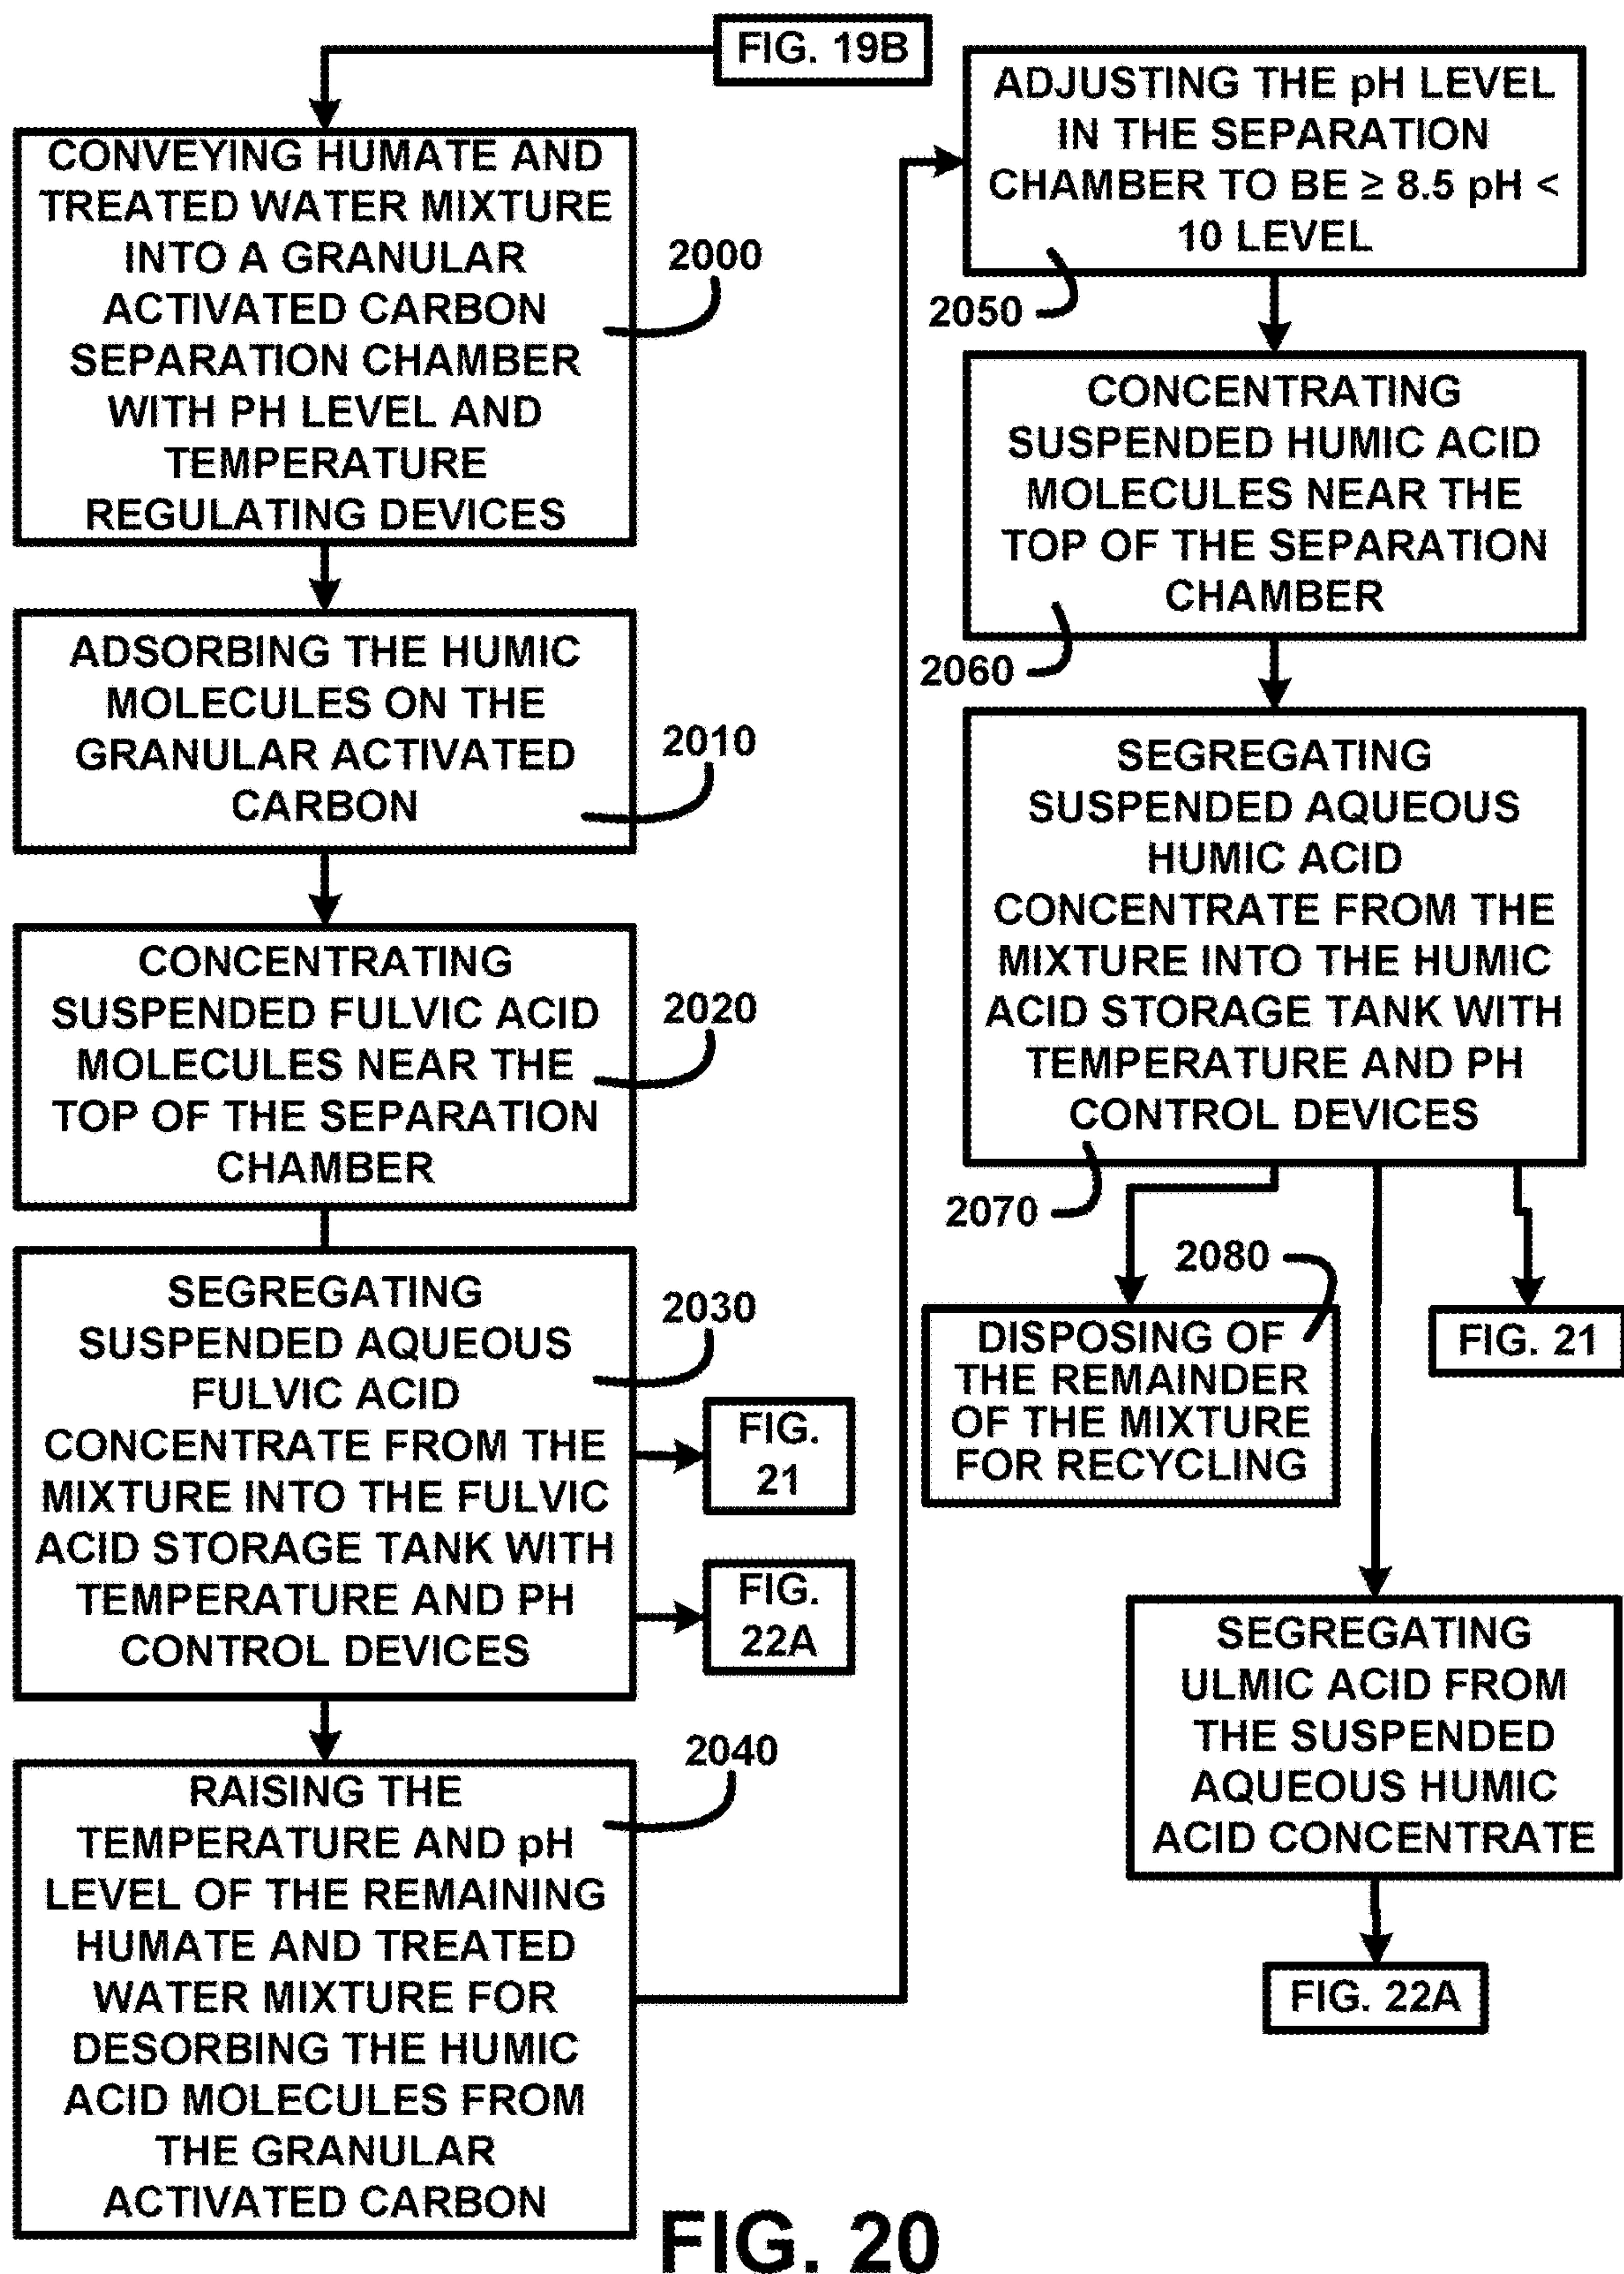 FIG. 19B
CONVEYING HUMATE AND
TREATED WATER MIXTURE
INTO A GRANULAR
ACTIVATED CARBON
SEPARATION CHAMBER
WITH PH LEVEL AND
TEMPERATURE
REGULATING DEVICES
2000
ADSORBING THE HUMIC
MOLECULES ON THE
GRANULAR ACTIVATED
CARBON
2010
CONCENTRATING
SUSPENDED FULVIC ACID
MOLECULES NEAR THE
TOP OF THE SEPARATION
CHAMBER
2020
SEGREGATING
SUSPENDED AQUEOUS
FULVIC ACID
CONCENTRATE FROM THE
MIXTURE INTO THE FULVIC
ACID STORAGE TANK WITH
TEMPERATURE AND PH
CONTROL DEVICES
2030
FIG.
21
FIG.
22A
RAISING THE
TEMPERATURE AND pH
LEVEL OF THE REMAINING
HUMATE AND TREATED
WATER MIXTURE FOR
DESORBING THE HUMIC
ACID MOLECULES FROM
THE GRANULAR
ACTIVATED CARBON
2040
ADJUSTING THE pH LEVEL
IN THE SEPARATION
CHAMBER TO BE ≥ 8.5 pH <
10 LEVEL
2050
CONCENTRATING
SUSPENDED HUMIC ACID
MOLECULES NEAR THE
TOP OF THE SEPARATION
CHAMBER
2060
SEGREGATING
SUSPENDED AQUEOUS
HUMIC ACID
CONCENTRATE FROM THE
MIXTURE INTO THE HUMIC
ACID STORAGE TANK WITH
TEMPERATURE AND PH
CONTROL DEVICES
2070
2080
DISPOSING OF
THE REMAINDER
OF THE MIXTURE
FOR RECYCLING
FIG. 21
SEGREGATING
ULMIC ACID FROM
THE SUSPENDED
AQUEOUS HUMIC
ACID CONCENTRATE
FIG. 22A
FIG. 20